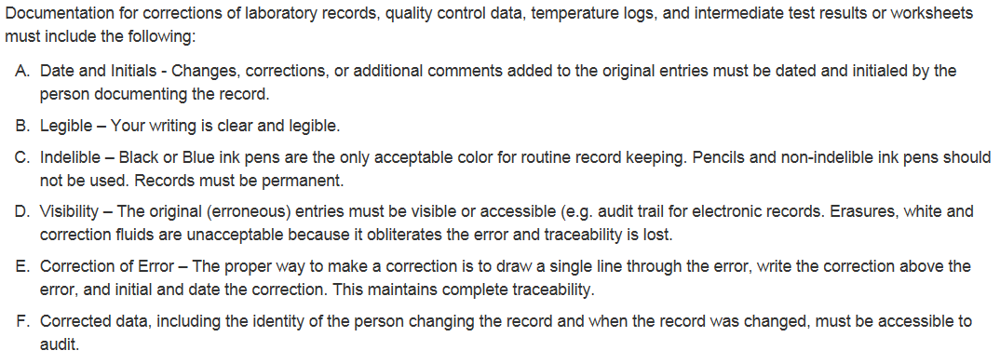 Documentation for corrections of laboratory records, quality control data, temperature logs, and intermediate test results or worksheets
must include the following:
A. Date and Initials - Changes, corrections, or additional comments added to the original entries must be dated and initialed by the
person documenting the record.
B. Legible – Your writing is clear and legible.
C. Indelible – Black or Blue ink pens are the only acceptable color for routine record keeping. Pencils and non-indelible ink pens should
not be used. Records must be permanent.
D. Visibility – The original (erroneous) entries must be visible or accessible (e.g. audit trail for electronic records. Erasures, white and
correction fluids are unacceptable because it obliterates the error and traceability is lost.
E. Correction of Error – The proper way to make a correction is to draw a single line through the error, write the correction above the
error, and initial and date the correction. This maintains complete traceability.
F. Corrected data, including the identity of the person changing the record and when the record was changed, must be accessible to
audit.